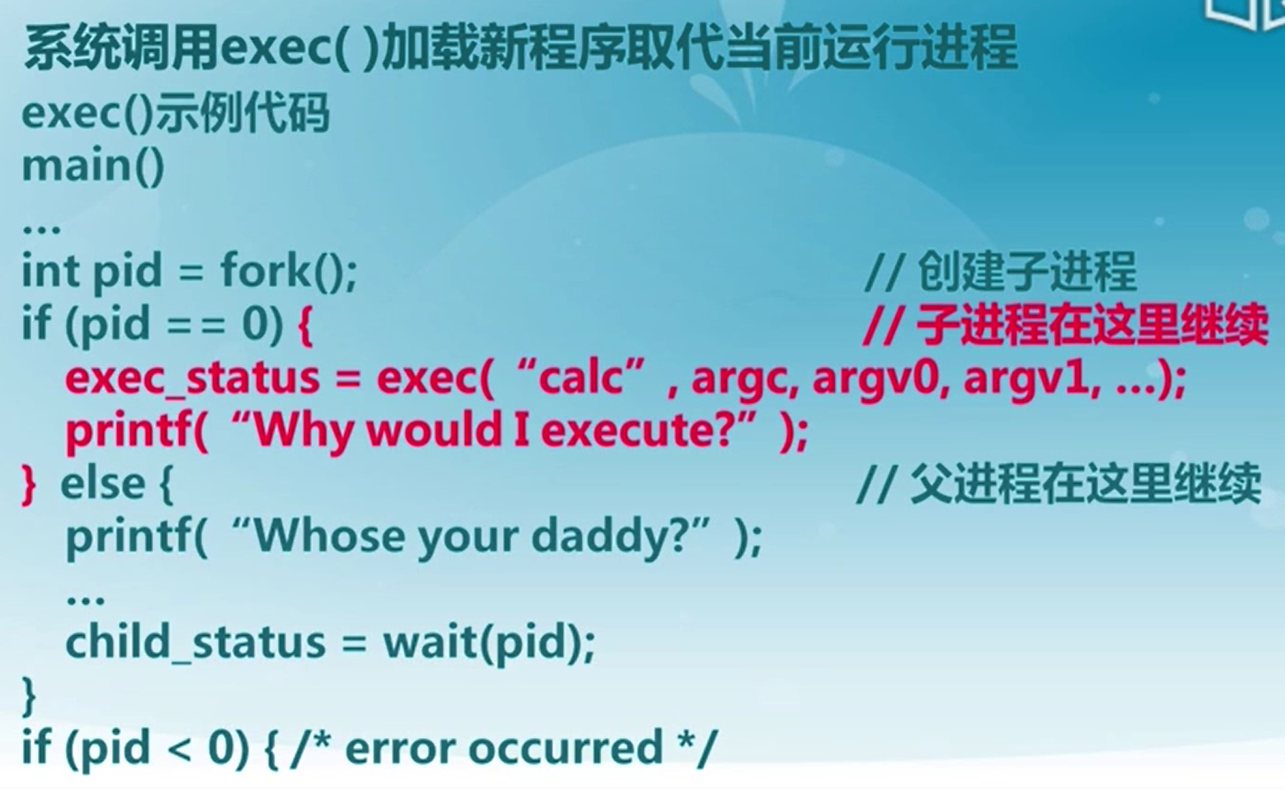 系统调用exec( )加载新程序取代当前运行进程
exec()示例代码
main()
...
int pid = fork(); // 创建子进程
if (pid == 0) { // 子进程在这里继续
exec_status = exec( “calc” , argc, argv0, argv1, ...);
printf( “Why would I execute?” );
} else { // 父进程在这里继续
printf( “Whose your daddy?” );
...
child_status = wait(pid);
}
if (pid < 0) { /* error occurred */